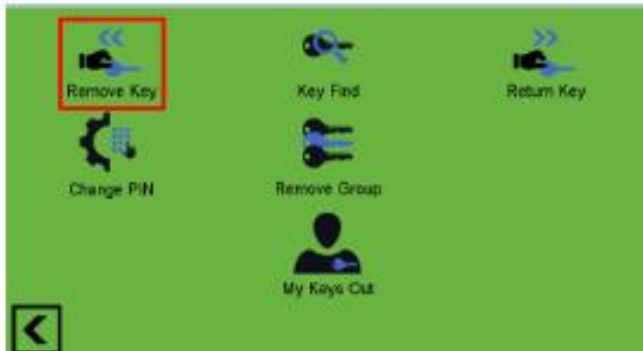 Remove Key
Key Find
Return Key
Change PIN
Remove Group
My Keys Out